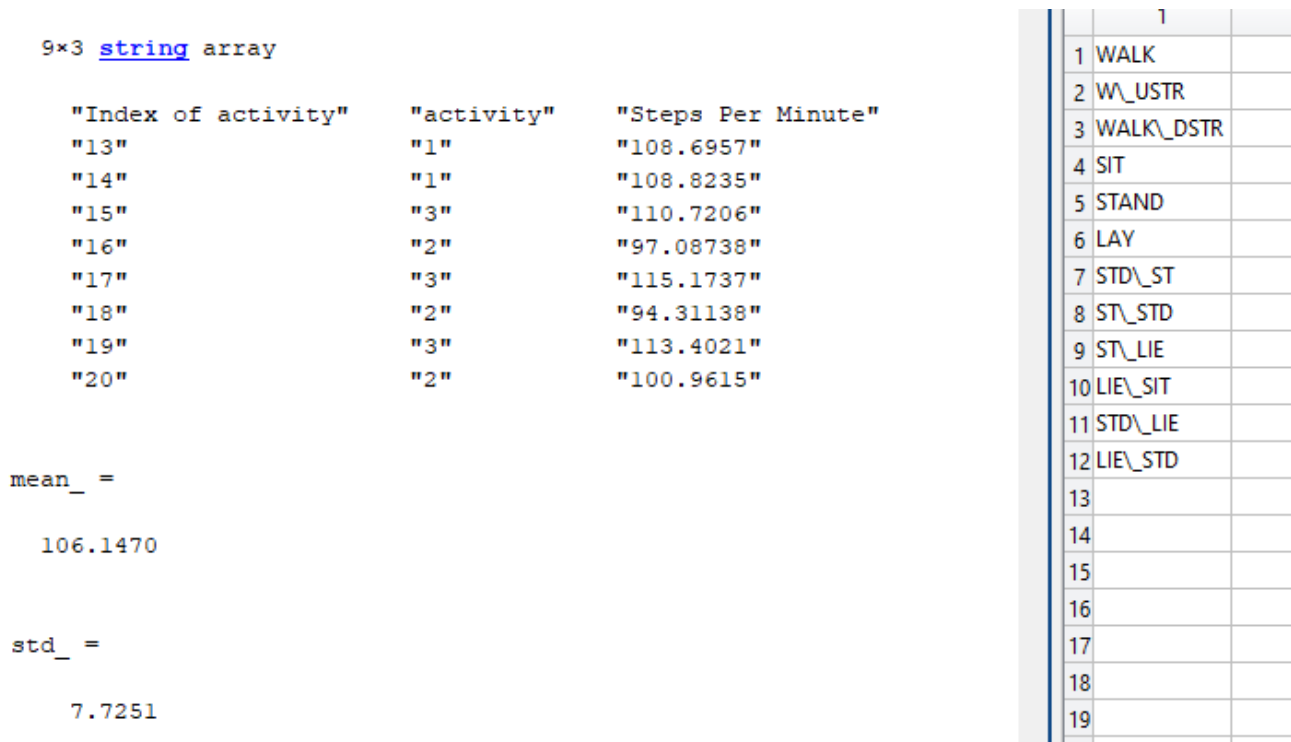 9×3 string array
"Index of activity" "activity" "Steps Per Minute"
"13" "1" "108.6957"
"14" "1" "108.8235"
"15" "3" "110.7206"
"16" "2" "97.08738"
"17" "3" "115.1737"
"18" "2" "94.31138"
"19" "3" "113.4021"
"20" "2" "100.9615"
mean_ =
106.1470
std_ =
7.7251
1
1 WALK
2 W\_USTR
3 WALK\_DSTR
4 SIT
5 STAND
6 LAY
7 STD\_ST
8 ST\_STD
9 ST\_LIE
10 LIE\_SIT
11 STD\_LIE
12 LIE\_STD
13
14
15
16
17
18
19